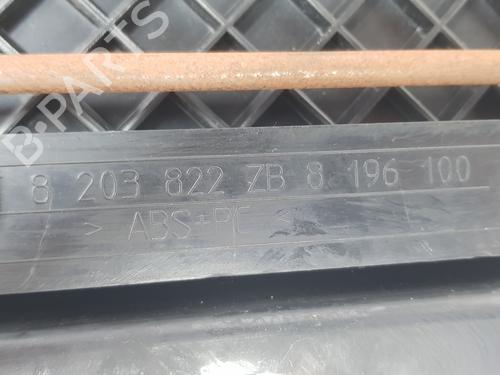 B-PARTS
8 203 822 ZB 8 196 100
> ABS+PC <